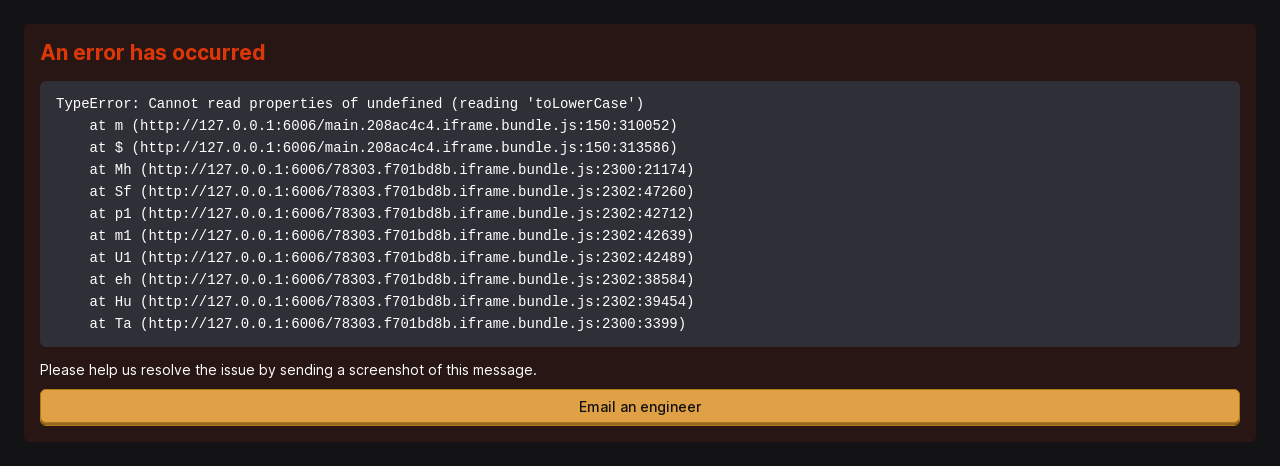 An error has occurred
TypeError: Cannot read properties of undefined (reading 'toLowerCase')
    at m (http://127.0.0.1:6006/main.208ac4c4.iframe.bundle.js:150:310052)
    at $ (http://127.0.0.1:6006/main.208ac4c4.iframe.bundle.js:150:313586)
    at Mh (http://127.0.0.1:6006/78303.f701bd8b.iframe.bundle.js:2300:21174)
    at Sf (http://127.0.0.1:6006/78303.f701bd8b.iframe.bundle.js:2302:47260)
    at p1 (http://127.0.0.1:6006/78303.f701bd8b.iframe.bundle.js:2302:42712)
    at m1 (http://127.0.0.1:6006/78303.f701bd8b.iframe.bundle.js:2302:42639)
    at U1 (http://127.0.0.1:6006/78303.f701bd8b.iframe.bundle.js:2302:42489)
    at eh (http://127.0.0.1:6006/78303.f701bd8b.iframe.bundle.js:2302:38584)
    at Hu (http://127.0.0.1:6006/78303.f701bd8b.iframe.bundle.js:2302:39454)
    at Ta (http://127.0.0.1:6006/78303.f701bd8b.iframe.bundle.js:2300:3399)
Please help us resolve the issue by sending a screenshot of this message.
Email an engineer